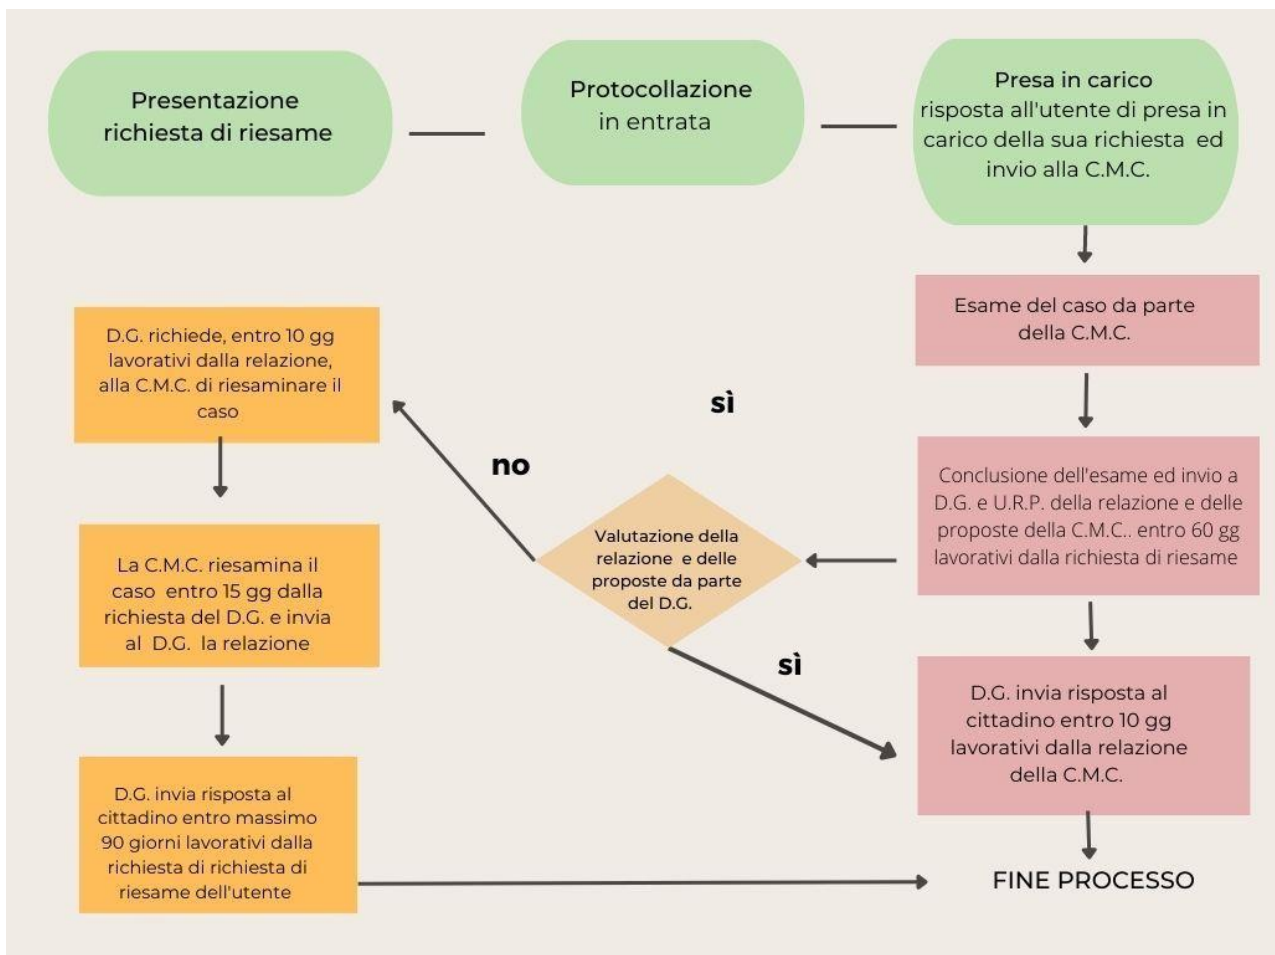 Presentazione
richiesta di riesame
Protocollazione
in entrata
Presa in carico
risposta all'utente di presa in
carico della sua richiesta ed
invio alla C.M.C.
Esame del caso da parte
della C.M.C.
Conclusione dell'esame ed invio a
D.G. e U.R.P. della relazione e delle
proposte della C.M.C.. entro 60 gg
lavorativi dalla richiesta di riesame
sì
no
Valutazione della
relazione e delle
proposte da parte
del D.G.
sì
D.G. richiede, entro 10 gg
lavorativi dalla relazione,
alla C.M.C. di riesaminare il
caso
La C.M.C. riesamina il
caso entro 15 gg dalla
richiesta del D.G. e invia
al D.G. la relazione
D.G. invia risposta al
cittadino entro massimo
90 giorni lavorativi dalla
richiesta di richiesta di
riesame dell'utente
D.G. invia risposta al
cittadino entro 10 gg
lavorativi dalla relazione
della C.M.C.
FINE PROCESSO